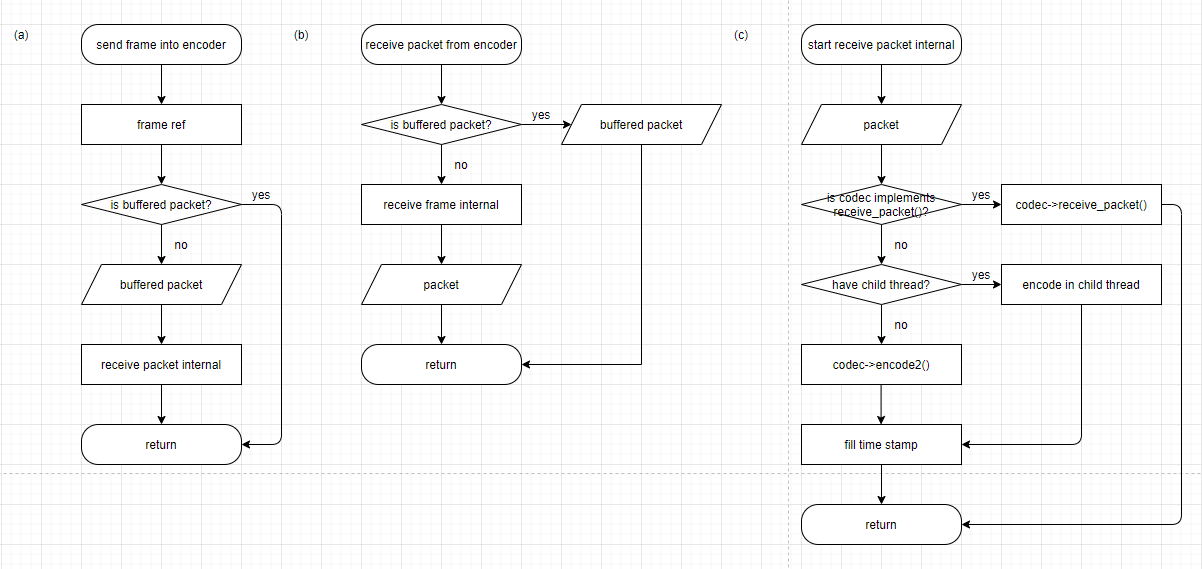 (a)
send frame into encoder
frame ref
is buffered packet?
yes
no
buffered packet
receive packet internal
return
(b)
receive packet from encoder
is buffered packet?
yes
buffered packet
no
receive frame internal
packet
return
(c)
start receive packet internal
packet
is codec implements
receive_packet()?
yes
codec->receive_packet()
no
have child thread?
yes
encode in child thread
no
codec->encode2()
fill time stamp
return